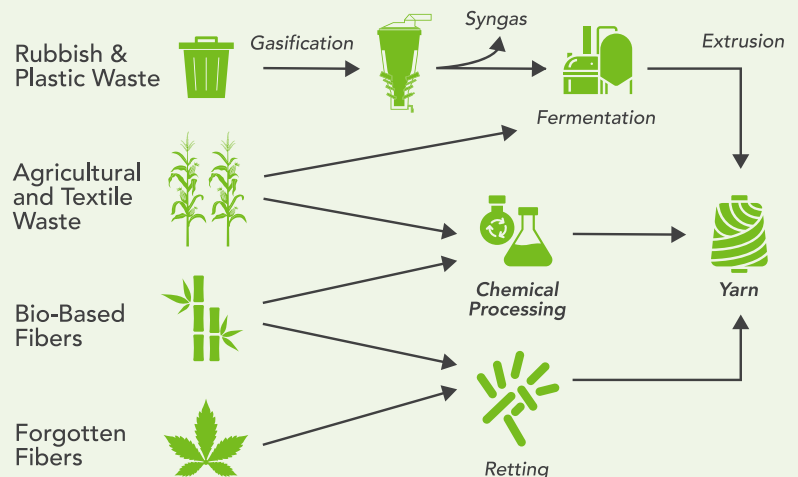 Rubbish &
Plastic Waste
Gasification
Syngas
Fermentation
Extrusion
Agricultural
and Textile
Waste
Chemical
Processing
Yarn
Bio-Based
Fibers
Forgotten
Fibers
Retting